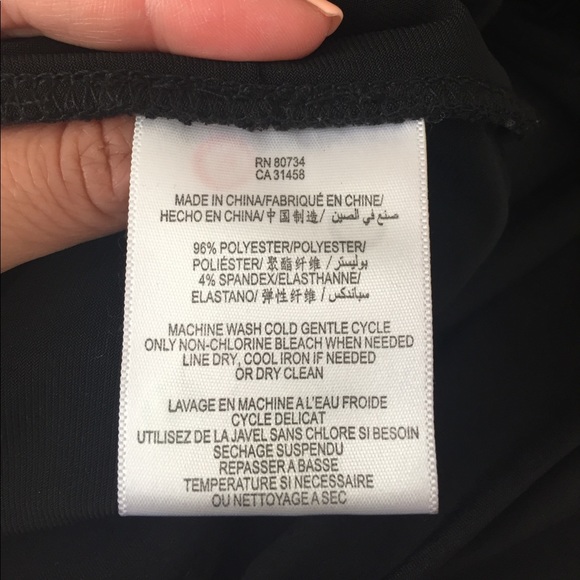 RN 80734
CA 31458
MADE IN CHINA/FABRIQUÉ EN CHINE/
HECHO EN CHINA/ 中国制造/ صنع في الصين/
96% POLYESTER/POLYESTER/
POLIÉSTER/ 聚酯纤维 /بوليستر/
4% SPANDEX/ELASTHANNE/
ELASTANO/ 弹性纤维/ سباندكس/
MACHINE WASH COLD GENTLE CYCLE
ONLY NON-CHLORINE BLEACH WHEN NEEDED
LINE DRY, COOL IRON IF NEEDED
OR DRY CLEAN
LAVAGE EN MACHINE A L'EAU FROIDE
CYCLE DELICAT
UTILISEZ DE LA JAVEL SANS CHLORE SI BESOIN
SECHAGE SUSPENDU
REPASSER A BASSE
TEMPERATURE SI NECESSAIRE
OU NETTOYAGE A SEC